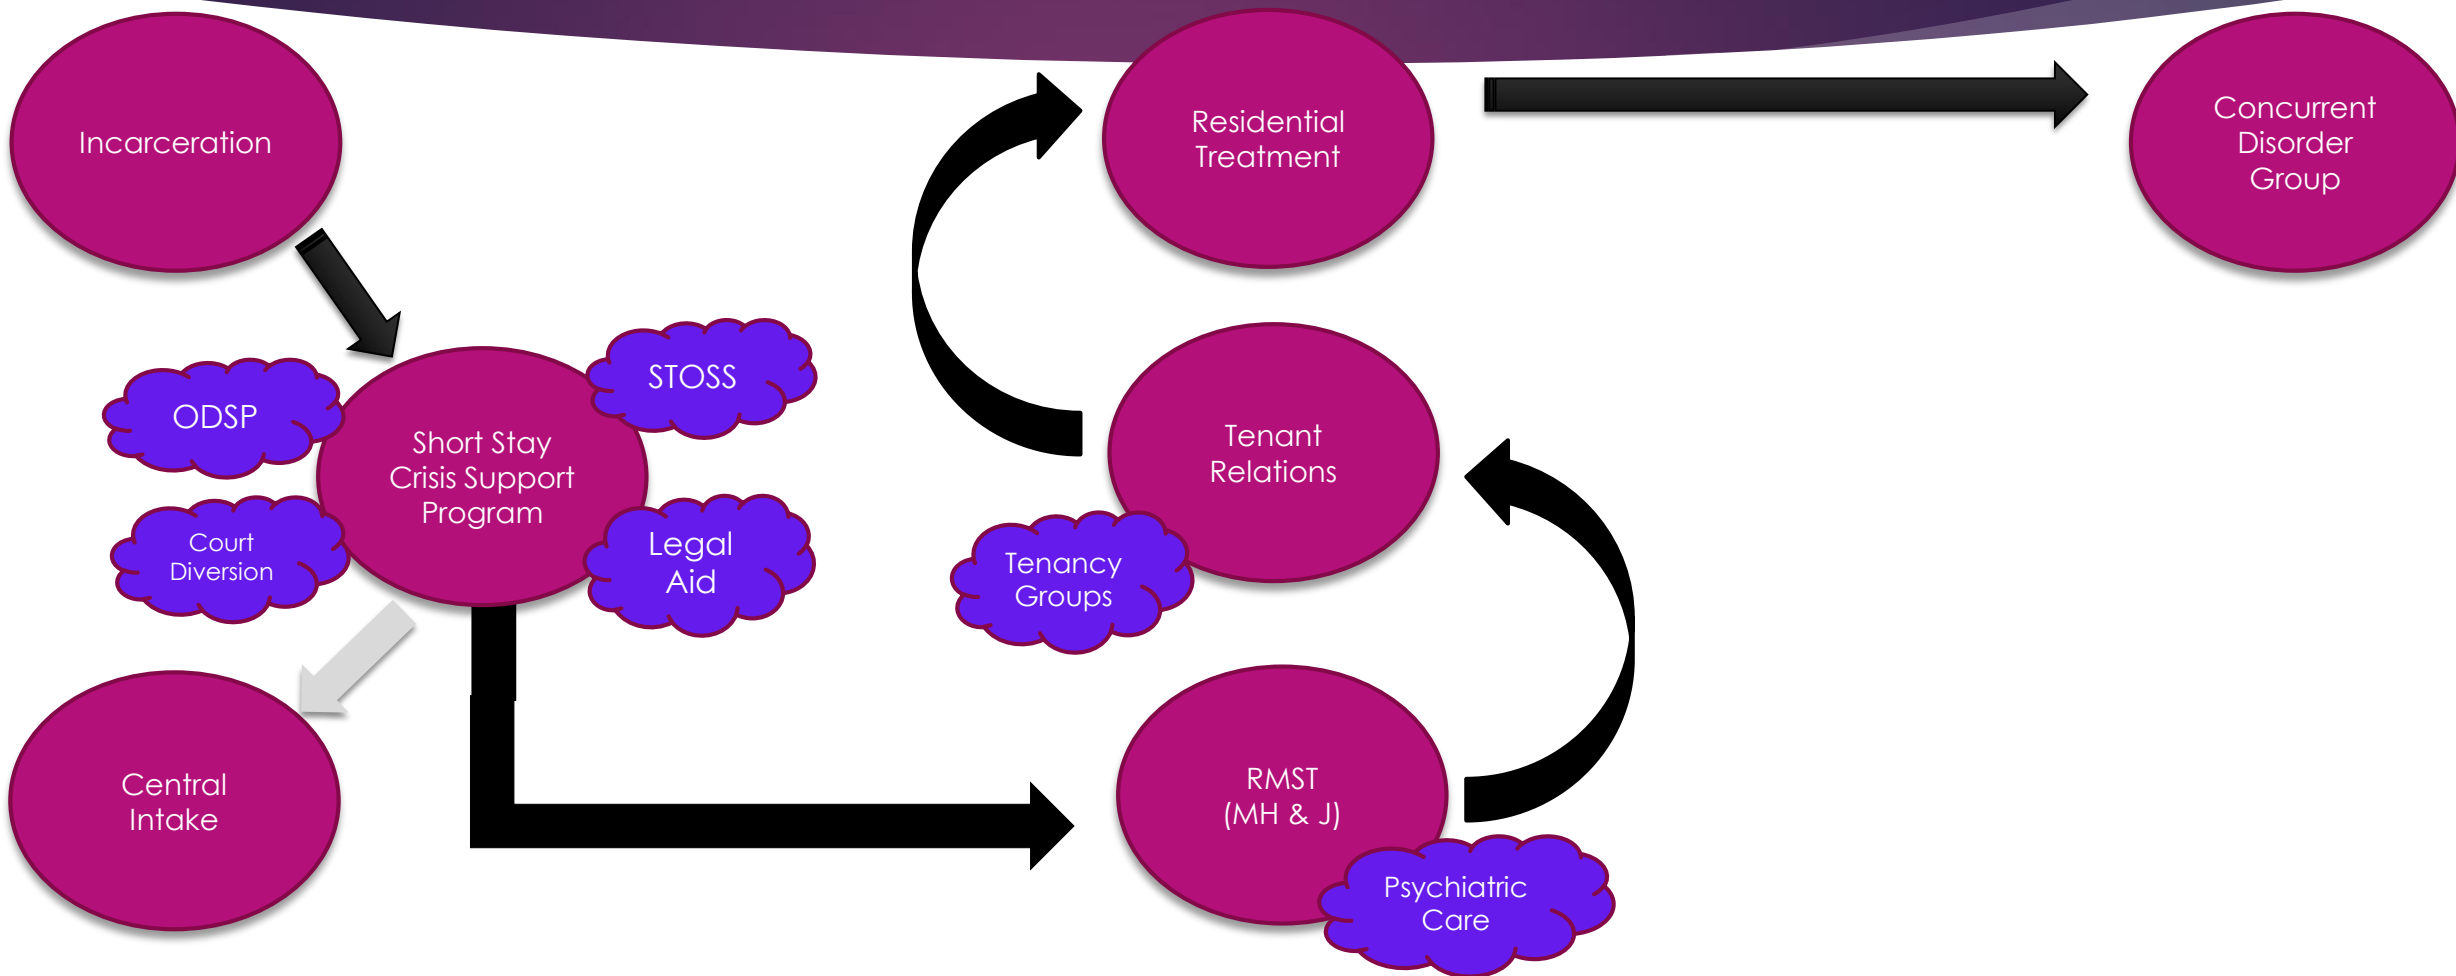 Incarceration
Residential
Treatment
Concurrent
Disorder
Group
STOSS
ODSP
Short Stay
Crisis Support
Program
Court
Diversion
Legal
Aid
Tenant
Relations
Tenancy
Groups
Central
Intake
RMST
(MH & J)
Psychiatric
Care